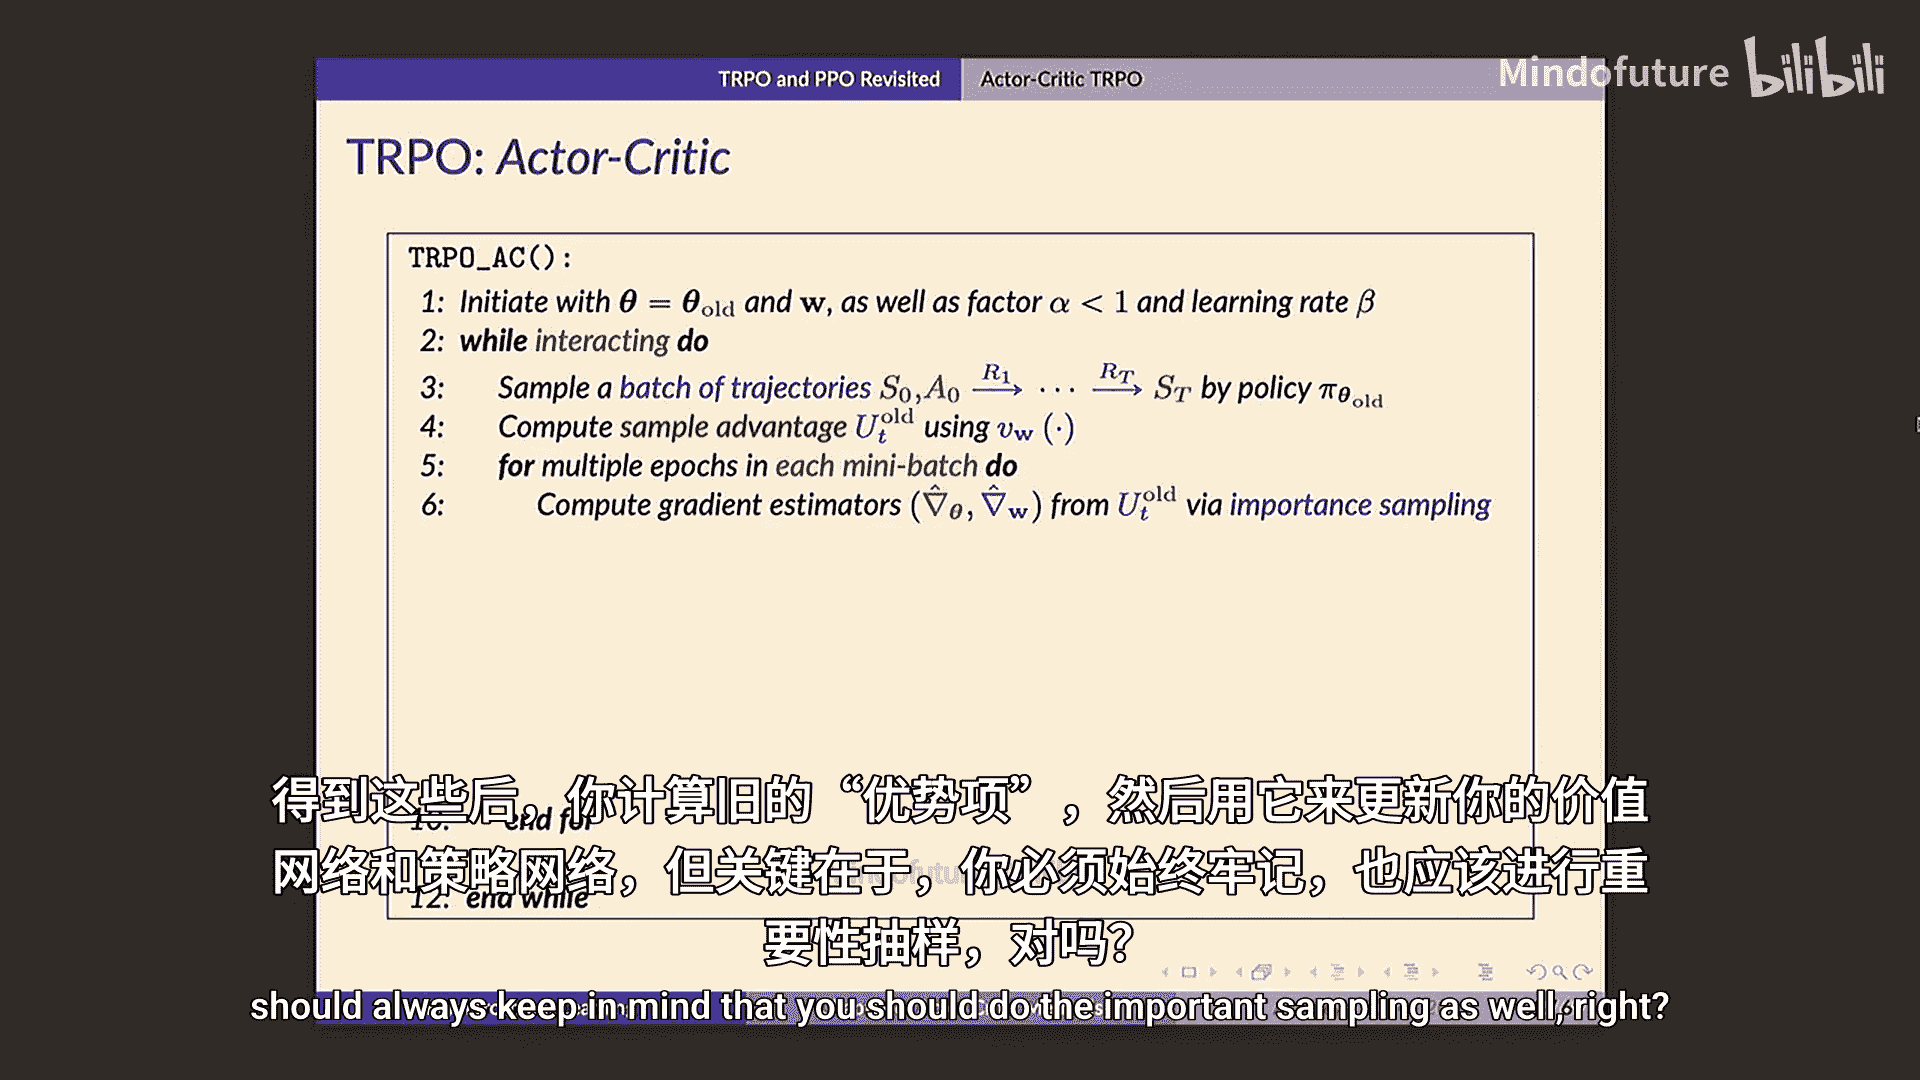 TRPO and PPO Revisited
Actor-Critic TRPO
Mindofuture bilibili
TRPO: Actor-Critic
TRPO_AC():
1: Initiate with θ = θ_old and w, as well as factor α < 1 and learning rate β
2: while interacting do
3: Sample a batch of trajectories S_0, A_0 —R_1→ ··· —R_T→ S_T by policy π_θ_old
4: Compute sample advantage U_t^old using v_w (·)
5: for multiple epochs in each mini-batch do
6: Compute gradient estimators (∇̂_θ, ∇̂_w) from U_t^old via importance sampling
10: end for
12: end while
得到这些后，你计算旧的“优势项”，然后用它来更新你的价值
网络和策略网络，但关键在于，你必须始终牢记，也应该进行重
要性抽样，对吗？
should always keep in mind that you should do the important sampling as well, right?